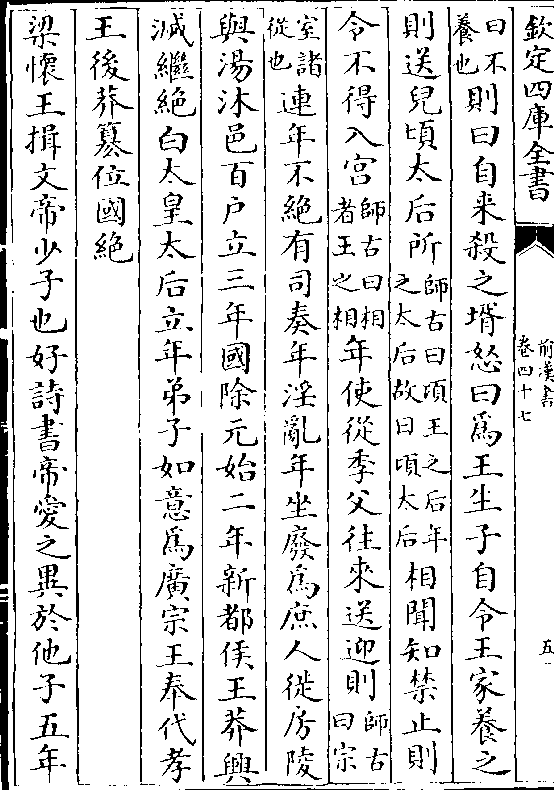 欽定四庫全書
前漢書
卷四十七
五
曰不
養也
則曰自來殺之壻怒曰爲王生子自令王家養之
則送兒頃太后所
師古曰頃王之后年
之太后故曰頃太后
相聞知禁止則
令不得入宮
師古曰相
者王之相
年使從季父往來送迎則
師古
曰宗
室諸
從也
連年不絶有司奏年淫亂年坐廢爲庶人徙房陵
與湯沐邑百户立三年國除元始二年新都侯王莽興
滅繼絶白太皇太后立年弟子如意爲廣宗王奉代孝
王後莽簒位國絶
梁懷王揖文帝少子也好詩書帝愛之異於他子五年